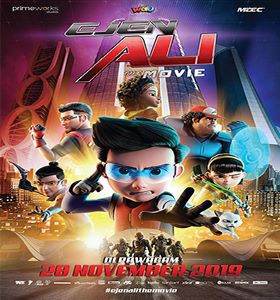 primeworks
STUDIOS
WAU
MDEC
EJEN
ALI
THE
MOVIE
DI PAWAGAM
28 NOVEMBER 2019
#ejenalithemovie